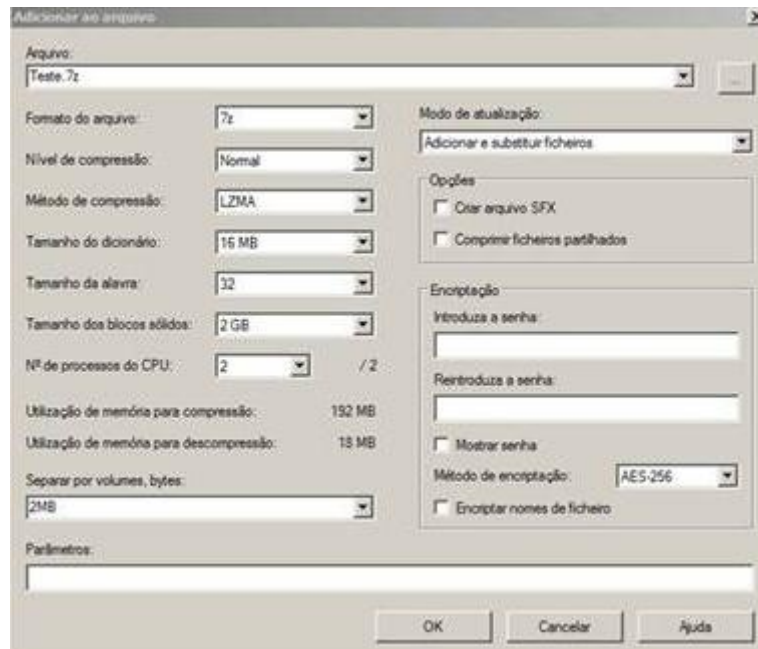 Adicionar ao arquivo
Arquivo:
Teste.7z
...
Formato do arquivo:
7z
Nível de compressão:
Normal
Método de compressão:
LZMA
Tamanho do dicionário:
16 MB
Tamanho da alavra:
32
Tamanho dos blocos sólidos:
2 GB
Nº de processos do CPU:
2
/ 2
Utilização de memória para compressão:
192 MB
Utilização de memória para descompressão:
18 MB
Separar por volumes, bytes:
2MB
Modo de atualização:
Adicionar e substituir ficheiros
Opções
Criar arquivo SFX
Comprimir ficheiros partilhados
Encriptação
Introduza a senha:
Reintroduza a senha:
Mostrar senha
Método de encriptação:
AES-256
Encriptar nomes de ficheiro
Parâmetros:
OK
Cancelar
Ajuda